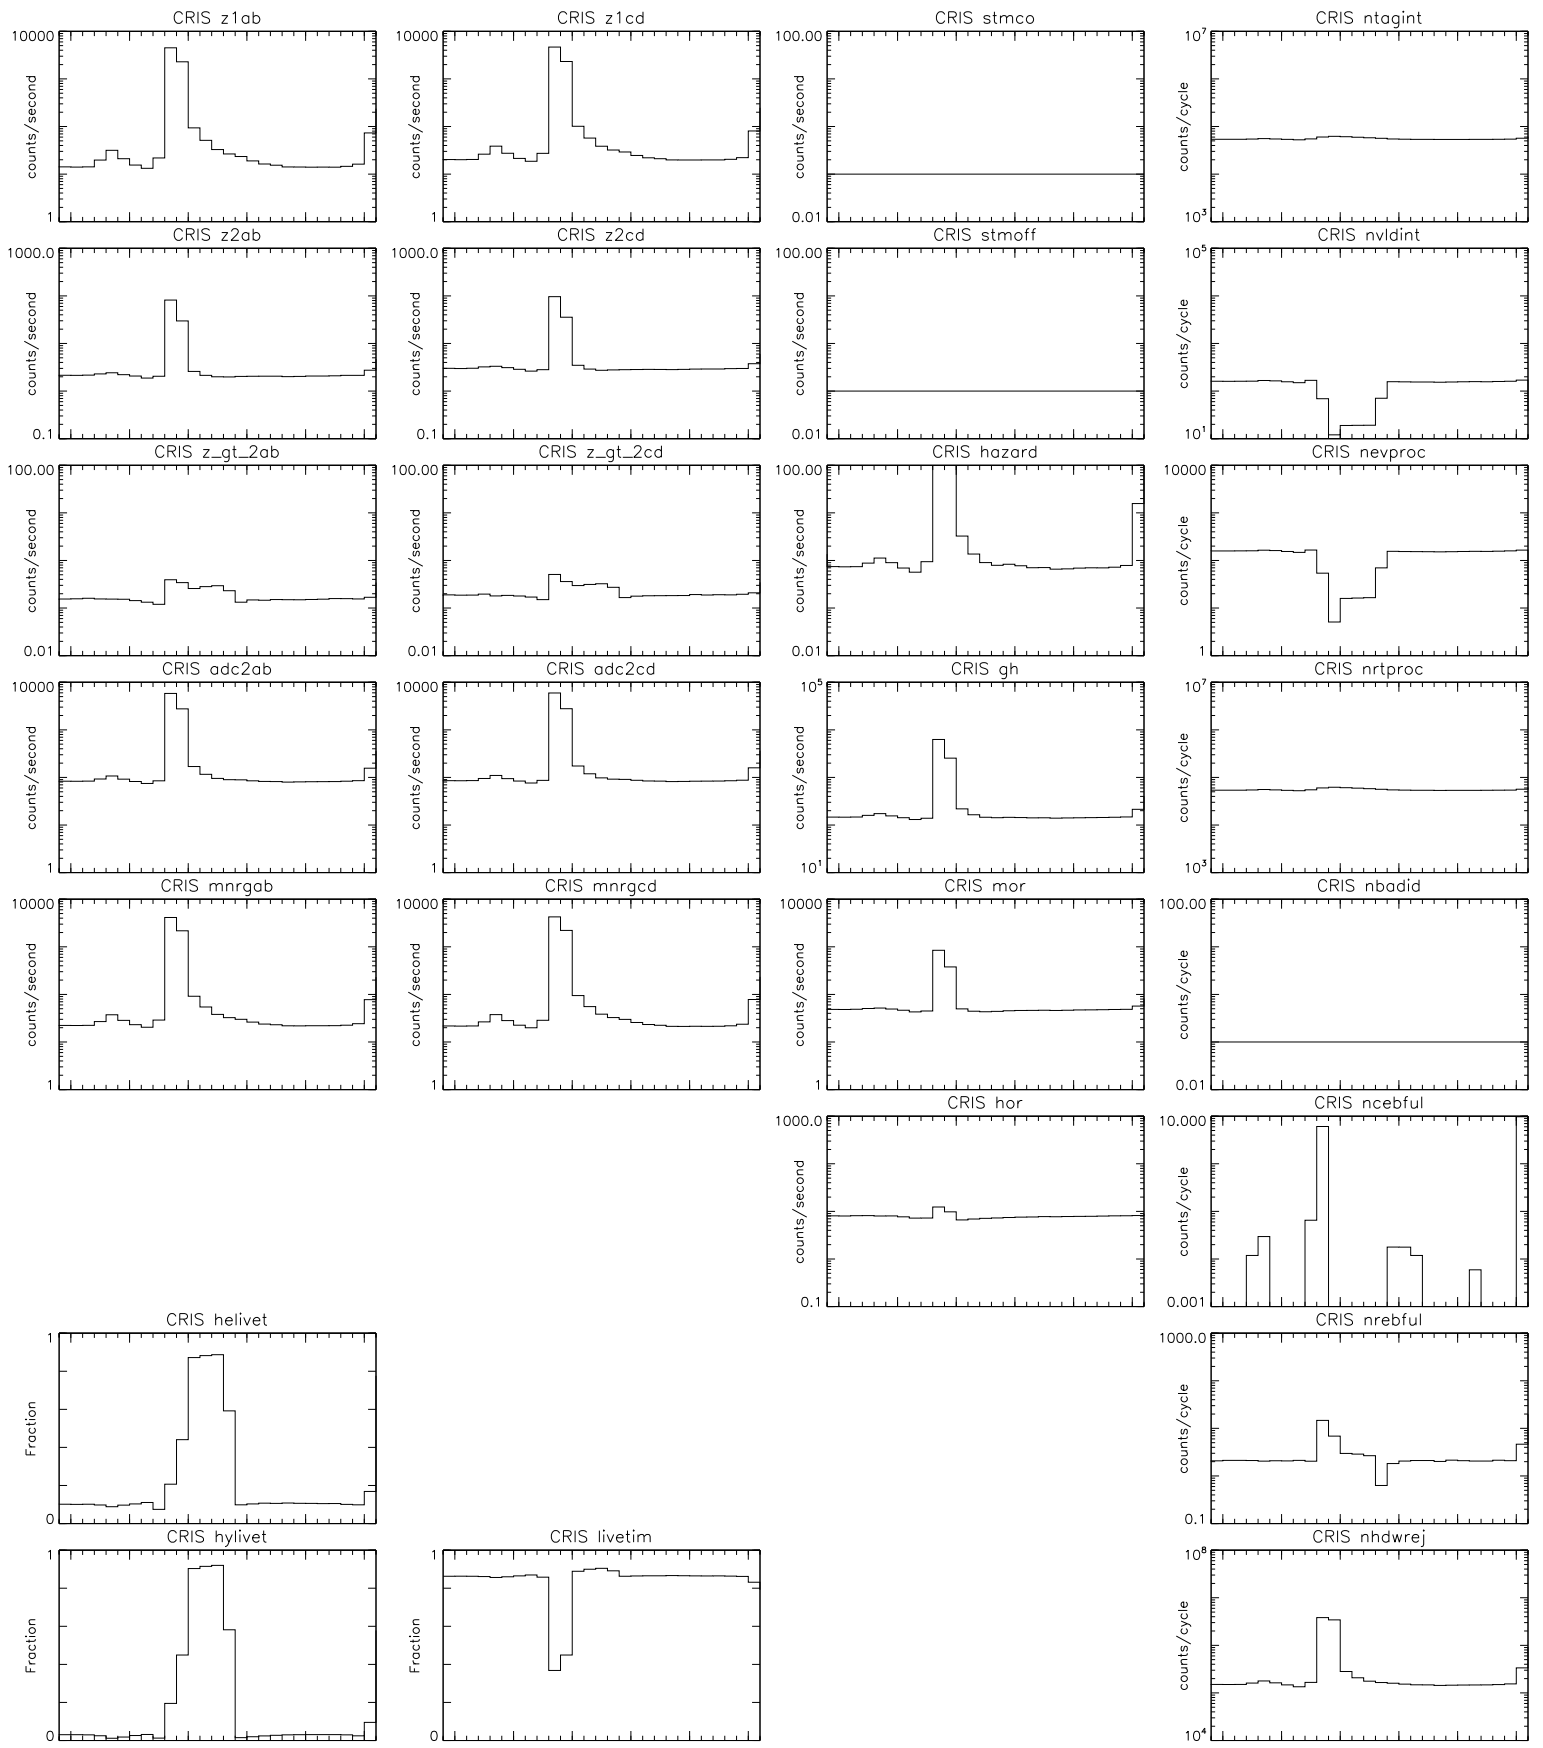 CRIS z1ab
10000
counts/second
1
CRIS z1cd
10000
counts/second
1
CRIS stmco
100.00
counts/second
0.01
CRIS ntagint
10^7
counts/cycle
10^3
CRIS z2ab
1000.0
counts/second
0.1
CRIS z2cd
1000.0
counts/second
0.1
CRIS stmoff
100.00
counts/second
0.01
CRIS nvldint
10^5
counts/cycle
10^1
CRIS z_gt_2ab
100.00
counts/second
0.01
CRIS z_gt_2cd
100.00
counts/second
0.01
CRIS hazard
100.00
counts/second
0.01
CRIS nevproc
10000
counts/cycle
1
CRIS adc2ab
10000
counts/second
1
CRIS adc2cd
10000
counts/second
1
CRIS gh
10^5
counts/second
10^1
CRIS nrtproc
10^7
counts/cycle
10^3
CRIS mnrgab
10000
counts/second
1
CRIS mnrgcd
10000
counts/second
1
CRIS mor
10000
counts/second
1
CRIS nbadid
100.00
counts/cycle
0.01
CRIS hor
1000.0
counts/second
0.1
CRIS ncebful
10.000
counts/cycle
0.001
CRIS helivet
1
Fraction
0
CRIS nrebful
1000.0
counts/cycle
0.1
CRIS hylivet
1
Fraction
0
CRIS livetim
1
Fraction
0
CRIS nhdwrej
10^8
counts/cycle
10^4